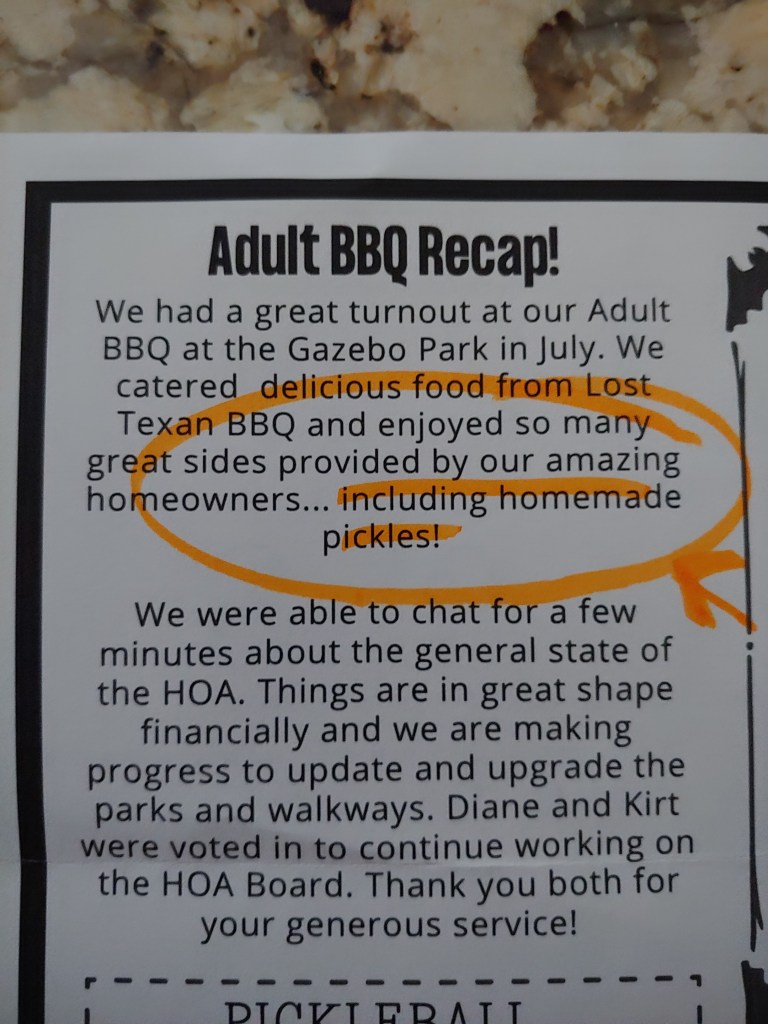 Adult BBQ Recap!
We had a great turnout at our Adult
BBQ at the Gazebo Park in July. We
catered delicious food from Lost
Texan BBQ and enjoyed so many
great sides provided by our amazing
homeowners... including homemade
pickles!
We were able to chat for a few
minutes about the general state of
the HOA. Things are in great shape
financially and we are making
progress to update and upgrade the
parks and walkways. Diane and Kirt
were voted in to continue working on
the HOA Board. Thank you both for
your generous service!
PICKLEBALL